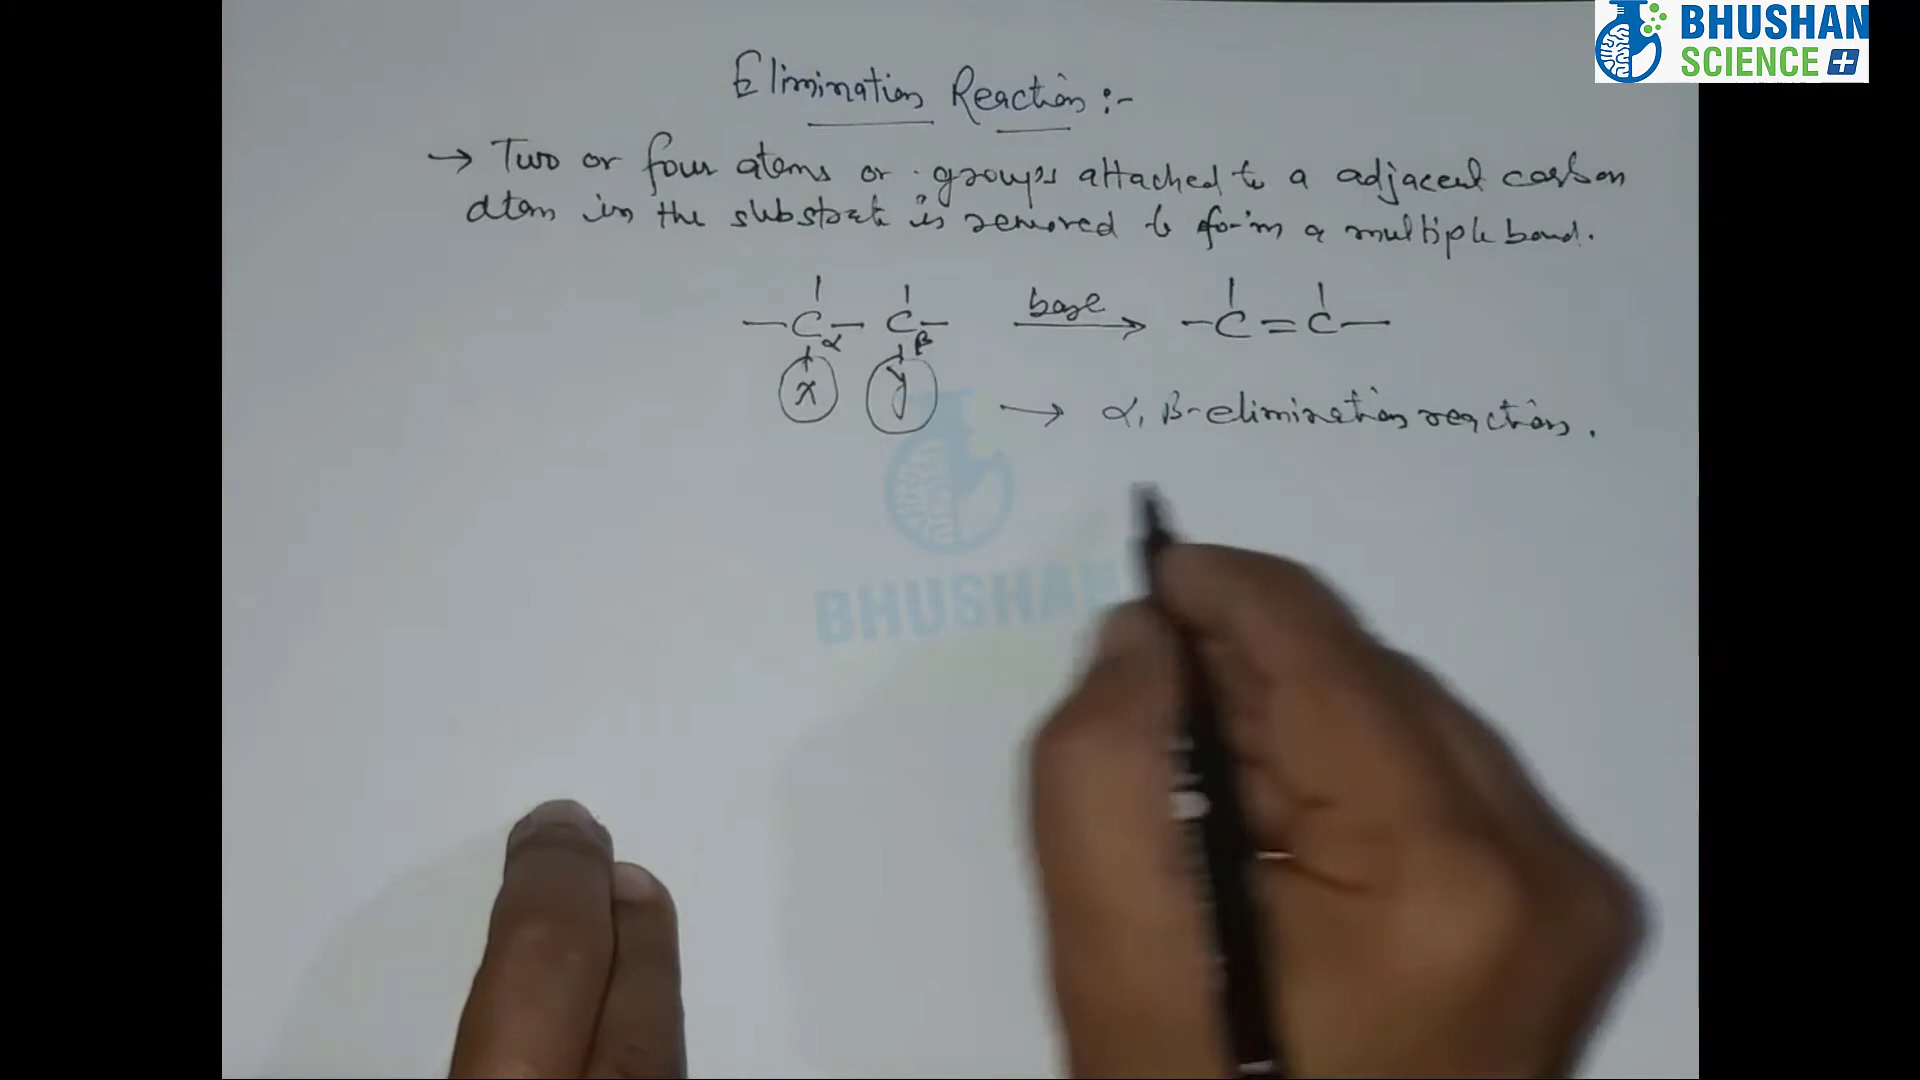 BHUSHAN
SCIENCE +
Elimination Reaction :-
→ Two or four atoms or groups attached to a adjacent carbon
atom in the substrate is removed to form a multiple bond.
—C—C— base → —C=C—
α β
x y
→ α, β-elimination reaction.
BHUSHAN